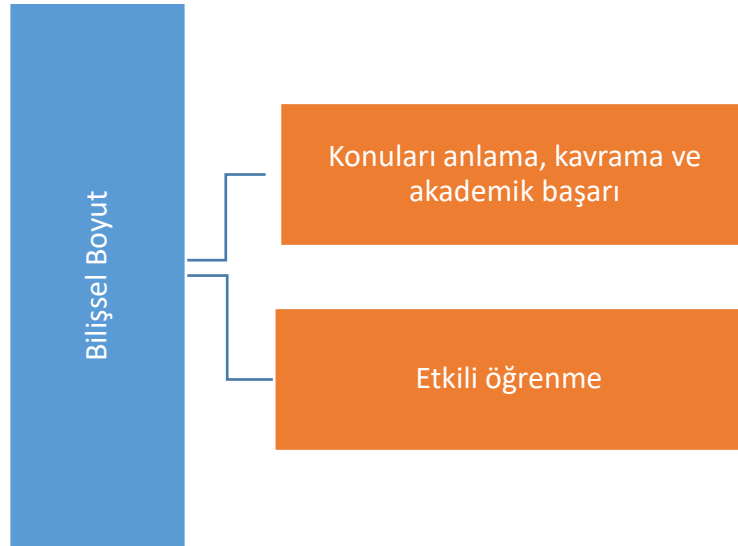 Bilişsel Boyut
Konuları anlama, kavrama ve
akademik başarı
Etkili öğrenme